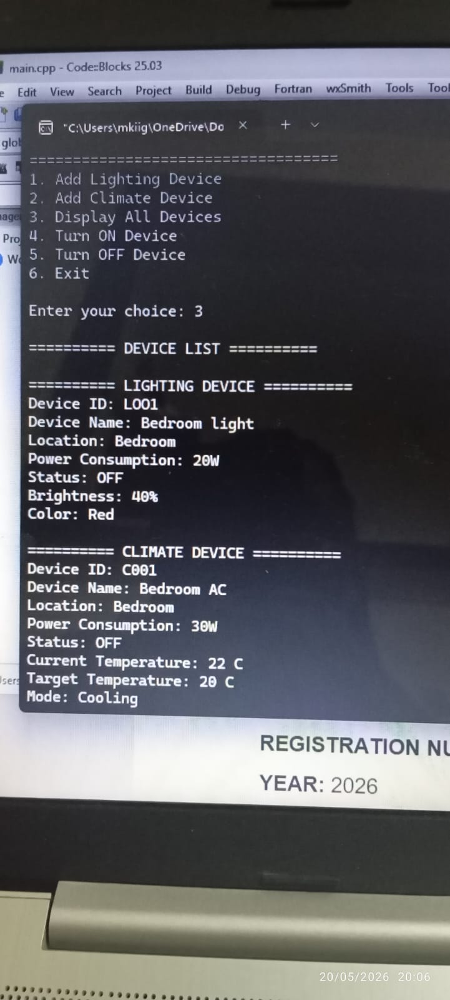 main.cpp - Code::Blocks 25.03
Edit View Search Project Build Debug Fortran wxSmith Tools
"C:\Users\mkiig\OneDrive\Do × +
====================================
1. Add Lighting Device
2. Add Climate Device
3. Display All Devices
4. Turn ON Device
5. Turn OFF Device
6. Exit
Enter your choice: 3
========== DEVICE LIST ==========
========== LIGHTING DEVICE ==========
Device ID: L001
Device Name: Bedroom light
Location: Bedroom
Power Consumption: 20W
Status: OFF
Brightness: 40%
Color: Red
========== CLIMATE DEVICE ==========
Device ID: C001
Device Name: Bedroom AC
Location: Bedroom
Power Consumption: 30W
Status: OFF
Current Temperature: 22 C
Target Temperature: 20 C
Mode: Cooling
REGISTRATION NU
YEAR: 2026
20/05/2026 20:06